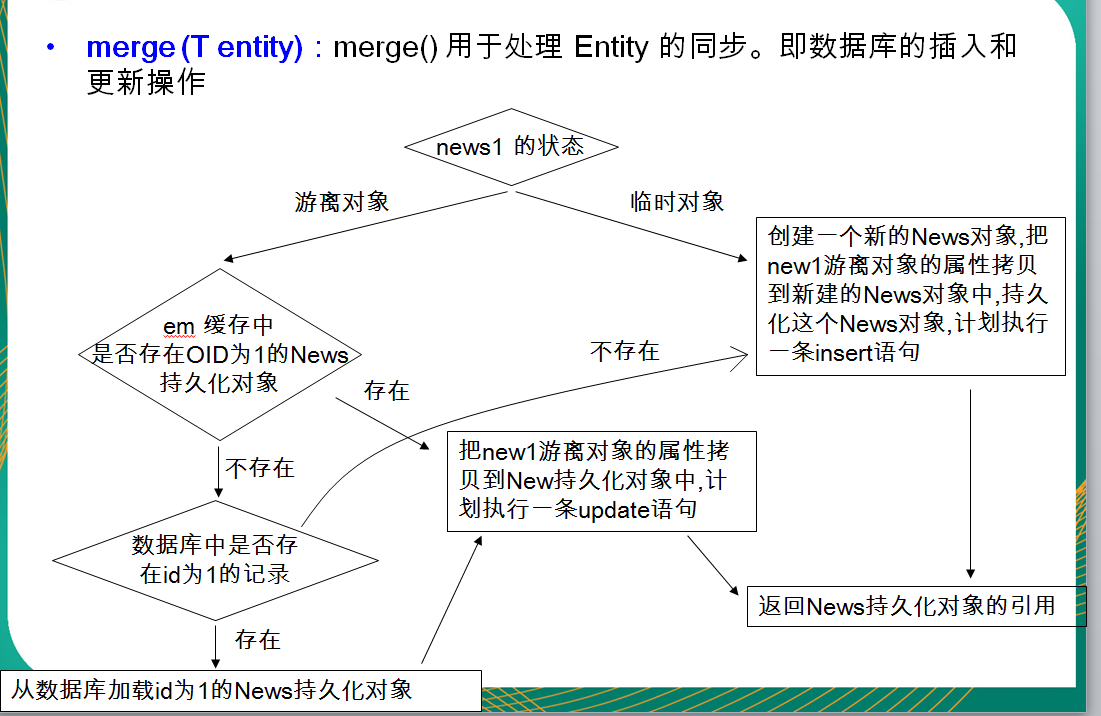 • merge (T entity)：merge() 用于处理 Entity 的同步。即数据库的插入和
更新操作
news1 的状态
游离对象
临时对象
创建一个新的News对象,把
new1游离对象的属性拷贝
到新建的News对象中,持久
化这个News对象,计划执行
一条insert语句
em 缓存中
是否存在OID为1的News
持久化对象
不存在
存在
把new1游离对象的属性拷
贝到New持久化对象中,计
划执行一条update语句
不存在
数据库中是否存
在id为1的记录
返回News持久化对象的引用
存在
从数据库加载id为1的News持久化对象